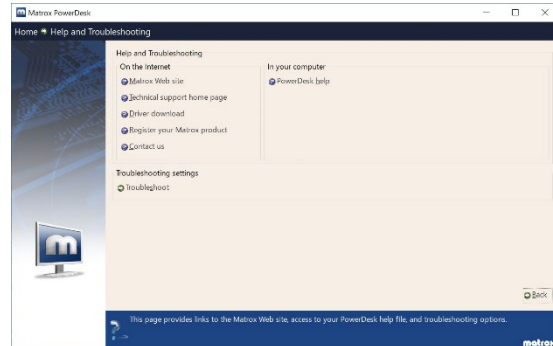 Matrox PowerDesk
Home Help and Troubleshooting
Help and Troubleshooting
On the Internet
Matrox Web site
Technical support home page
Driver download
Register your Matrox product
Contact us
In your computer
PowerDesk help
Troubleshooting settings
Troubleshoot
Back
This page provides links to the Matrox Web site, access to your PowerDesk help file, and troubleshooting options.
matrox